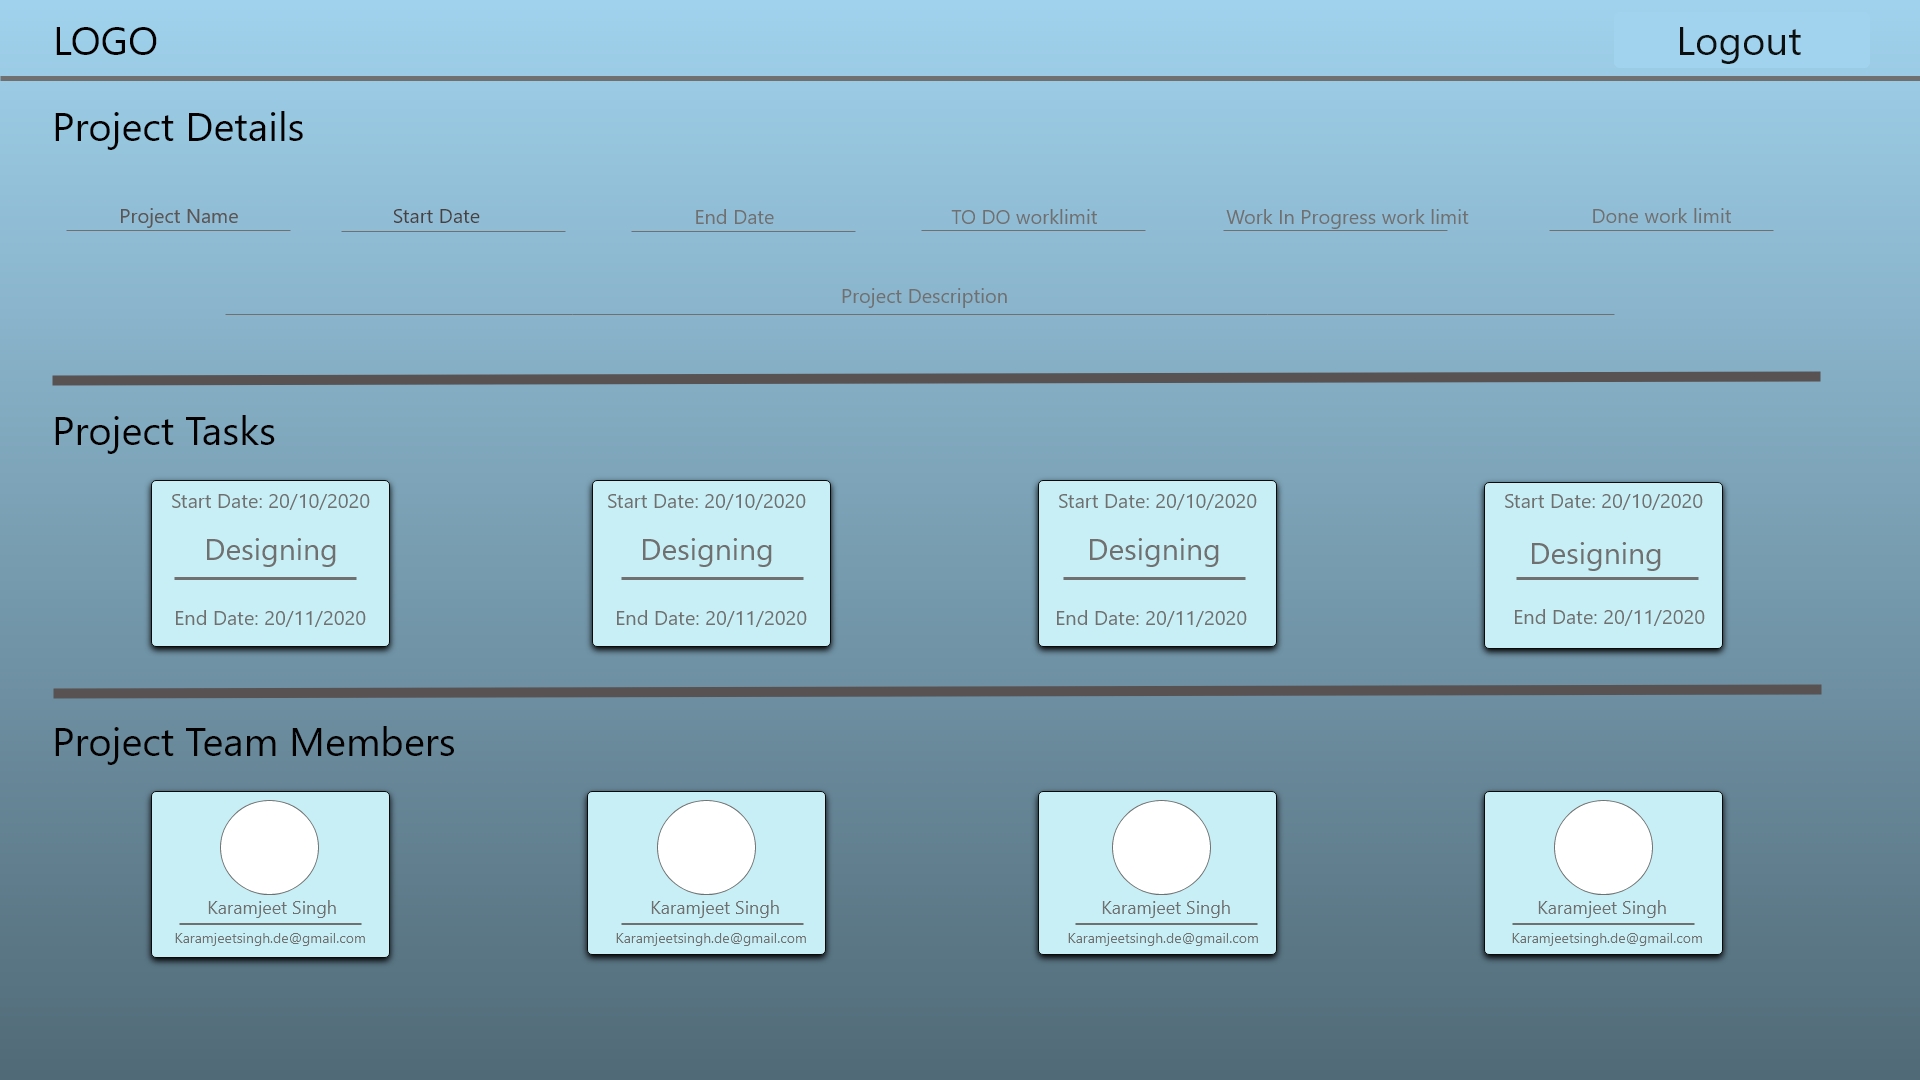 LOGO
Logout
Project Details
Project Name
Start Date
End Date
TO DO worklimit
Work In Progress work limit
Done work limit
Project Description
Project Tasks
Start Date: 20/10/2020
Designing
End Date: 20/11/2020
Start Date: 20/10/2020
Designing
End Date: 20/11/2020
Start Date: 20/10/2020
Designing
End Date: 20/11/2020
Start Date: 20/10/2020
Designing
End Date: 20/11/2020
Project Team Members
Karamjeet Singh
Karamjeetsingh.de@gmail.com
Karamjeet Singh
Karamjeetsingh.de@gmail.com
Karamjeet Singh
Karamjeetsingh.de@gmail.com
Karamjeet Singh
Karamjeetsingh.de@gmail.com